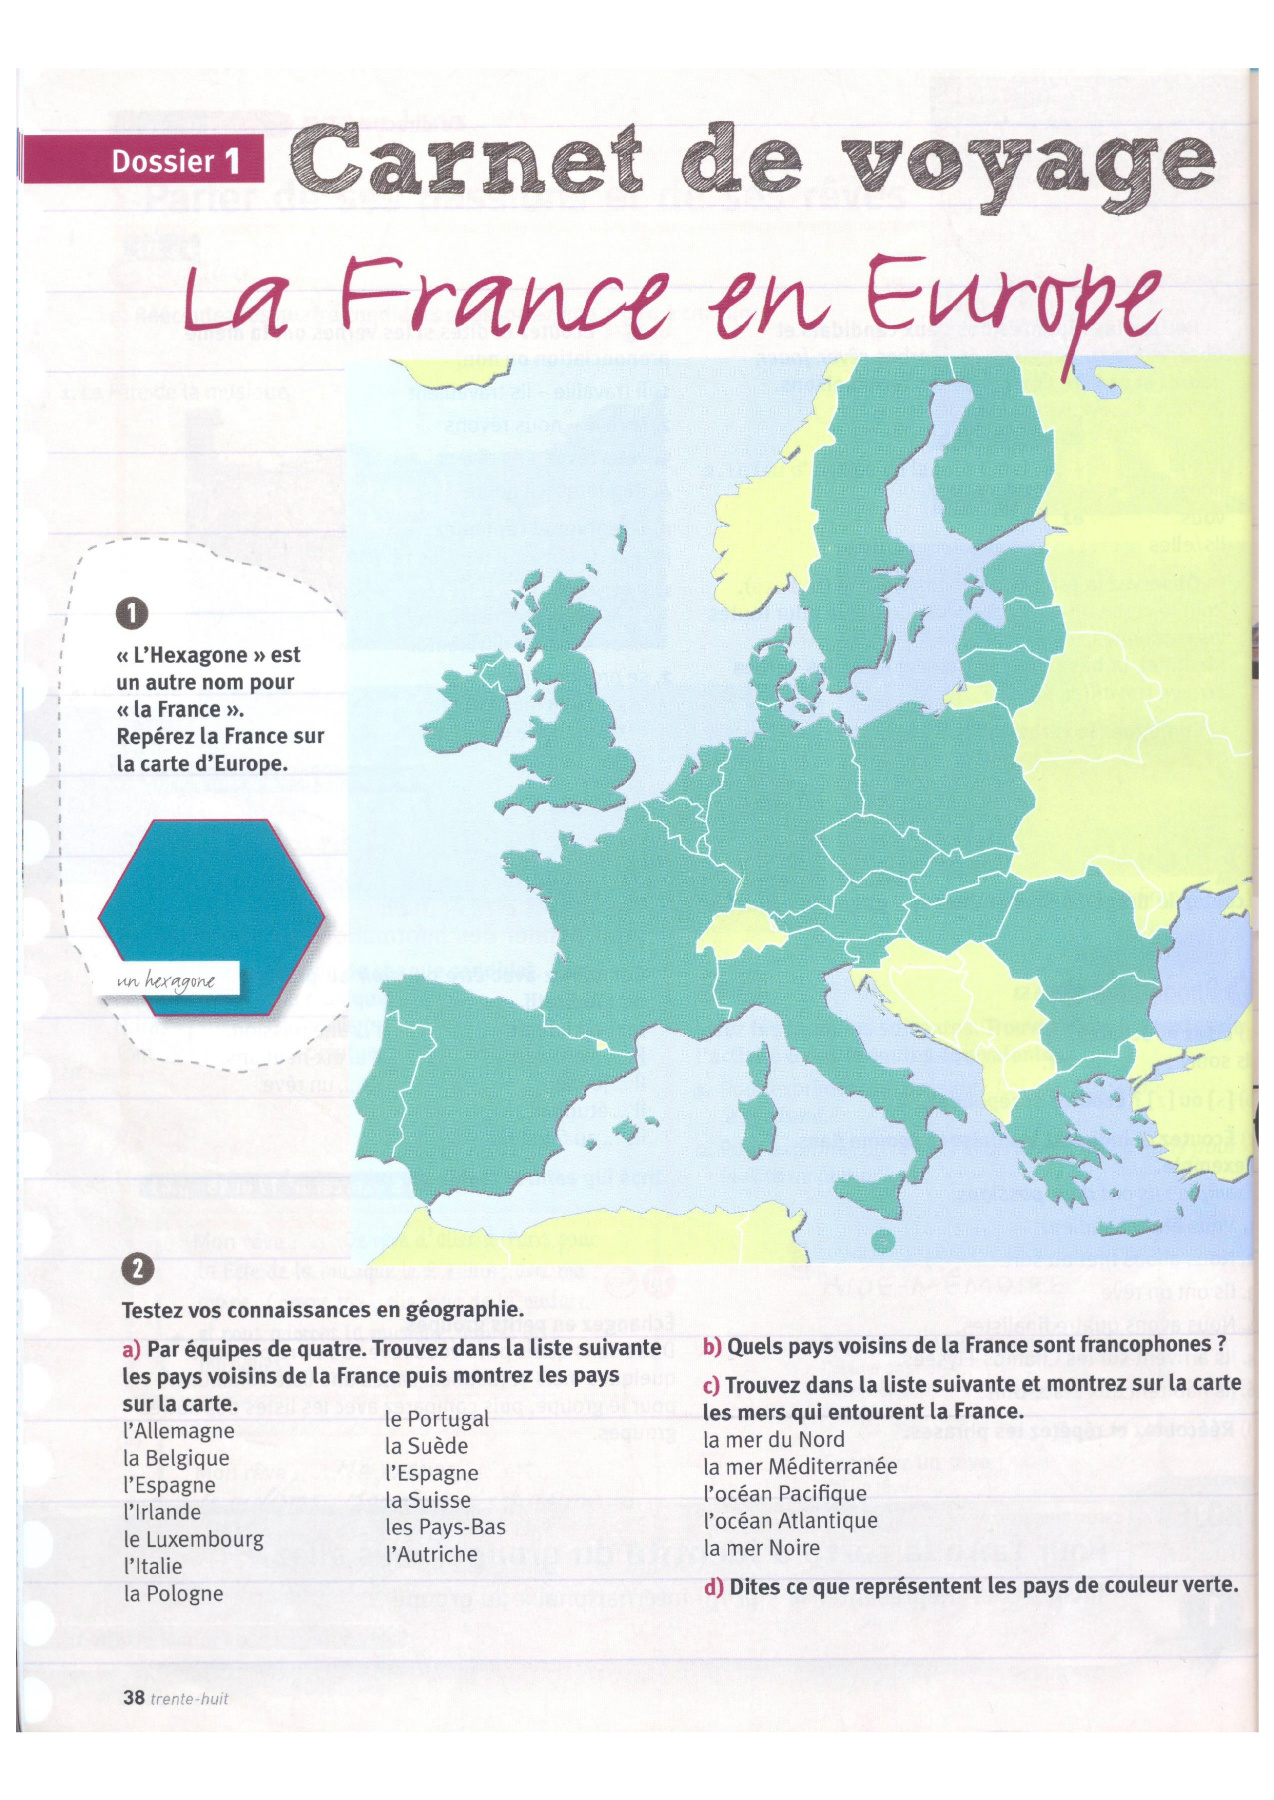 Dossier 1
Carnet de voyage
La France en Europe
1
« L'Hexagone » est
un autre nom pour
« la France ».
Repérez la France sur
la carte d'Europe.
un hexagone
2
Testez vos connaissances en géographie.
a) Par équipes de quatre. Trouvez dans la liste suivante
les pays voisins de la France puis montrez les pays
sur la carte.
l'Allemagne
la Belgique
l'Espagne
l'Irlande
le Luxembourg
l'Italie
la Pologne
le Portugal
la Suède
l'Espagne
la Suisse
les Pays-Bas
l'Autriche
b) Quels pays voisins de la France sont francophones ?
c) Trouvez dans la liste suivante et montrez sur la carte
les mers qui entourent la France.
la mer du Nord
la mer Méditerranée
l'océan Pacifique
l'océan Atlantique
la mer Noire
d) Dites ce que représentent les pays de couleur verte.
38 trente-huit